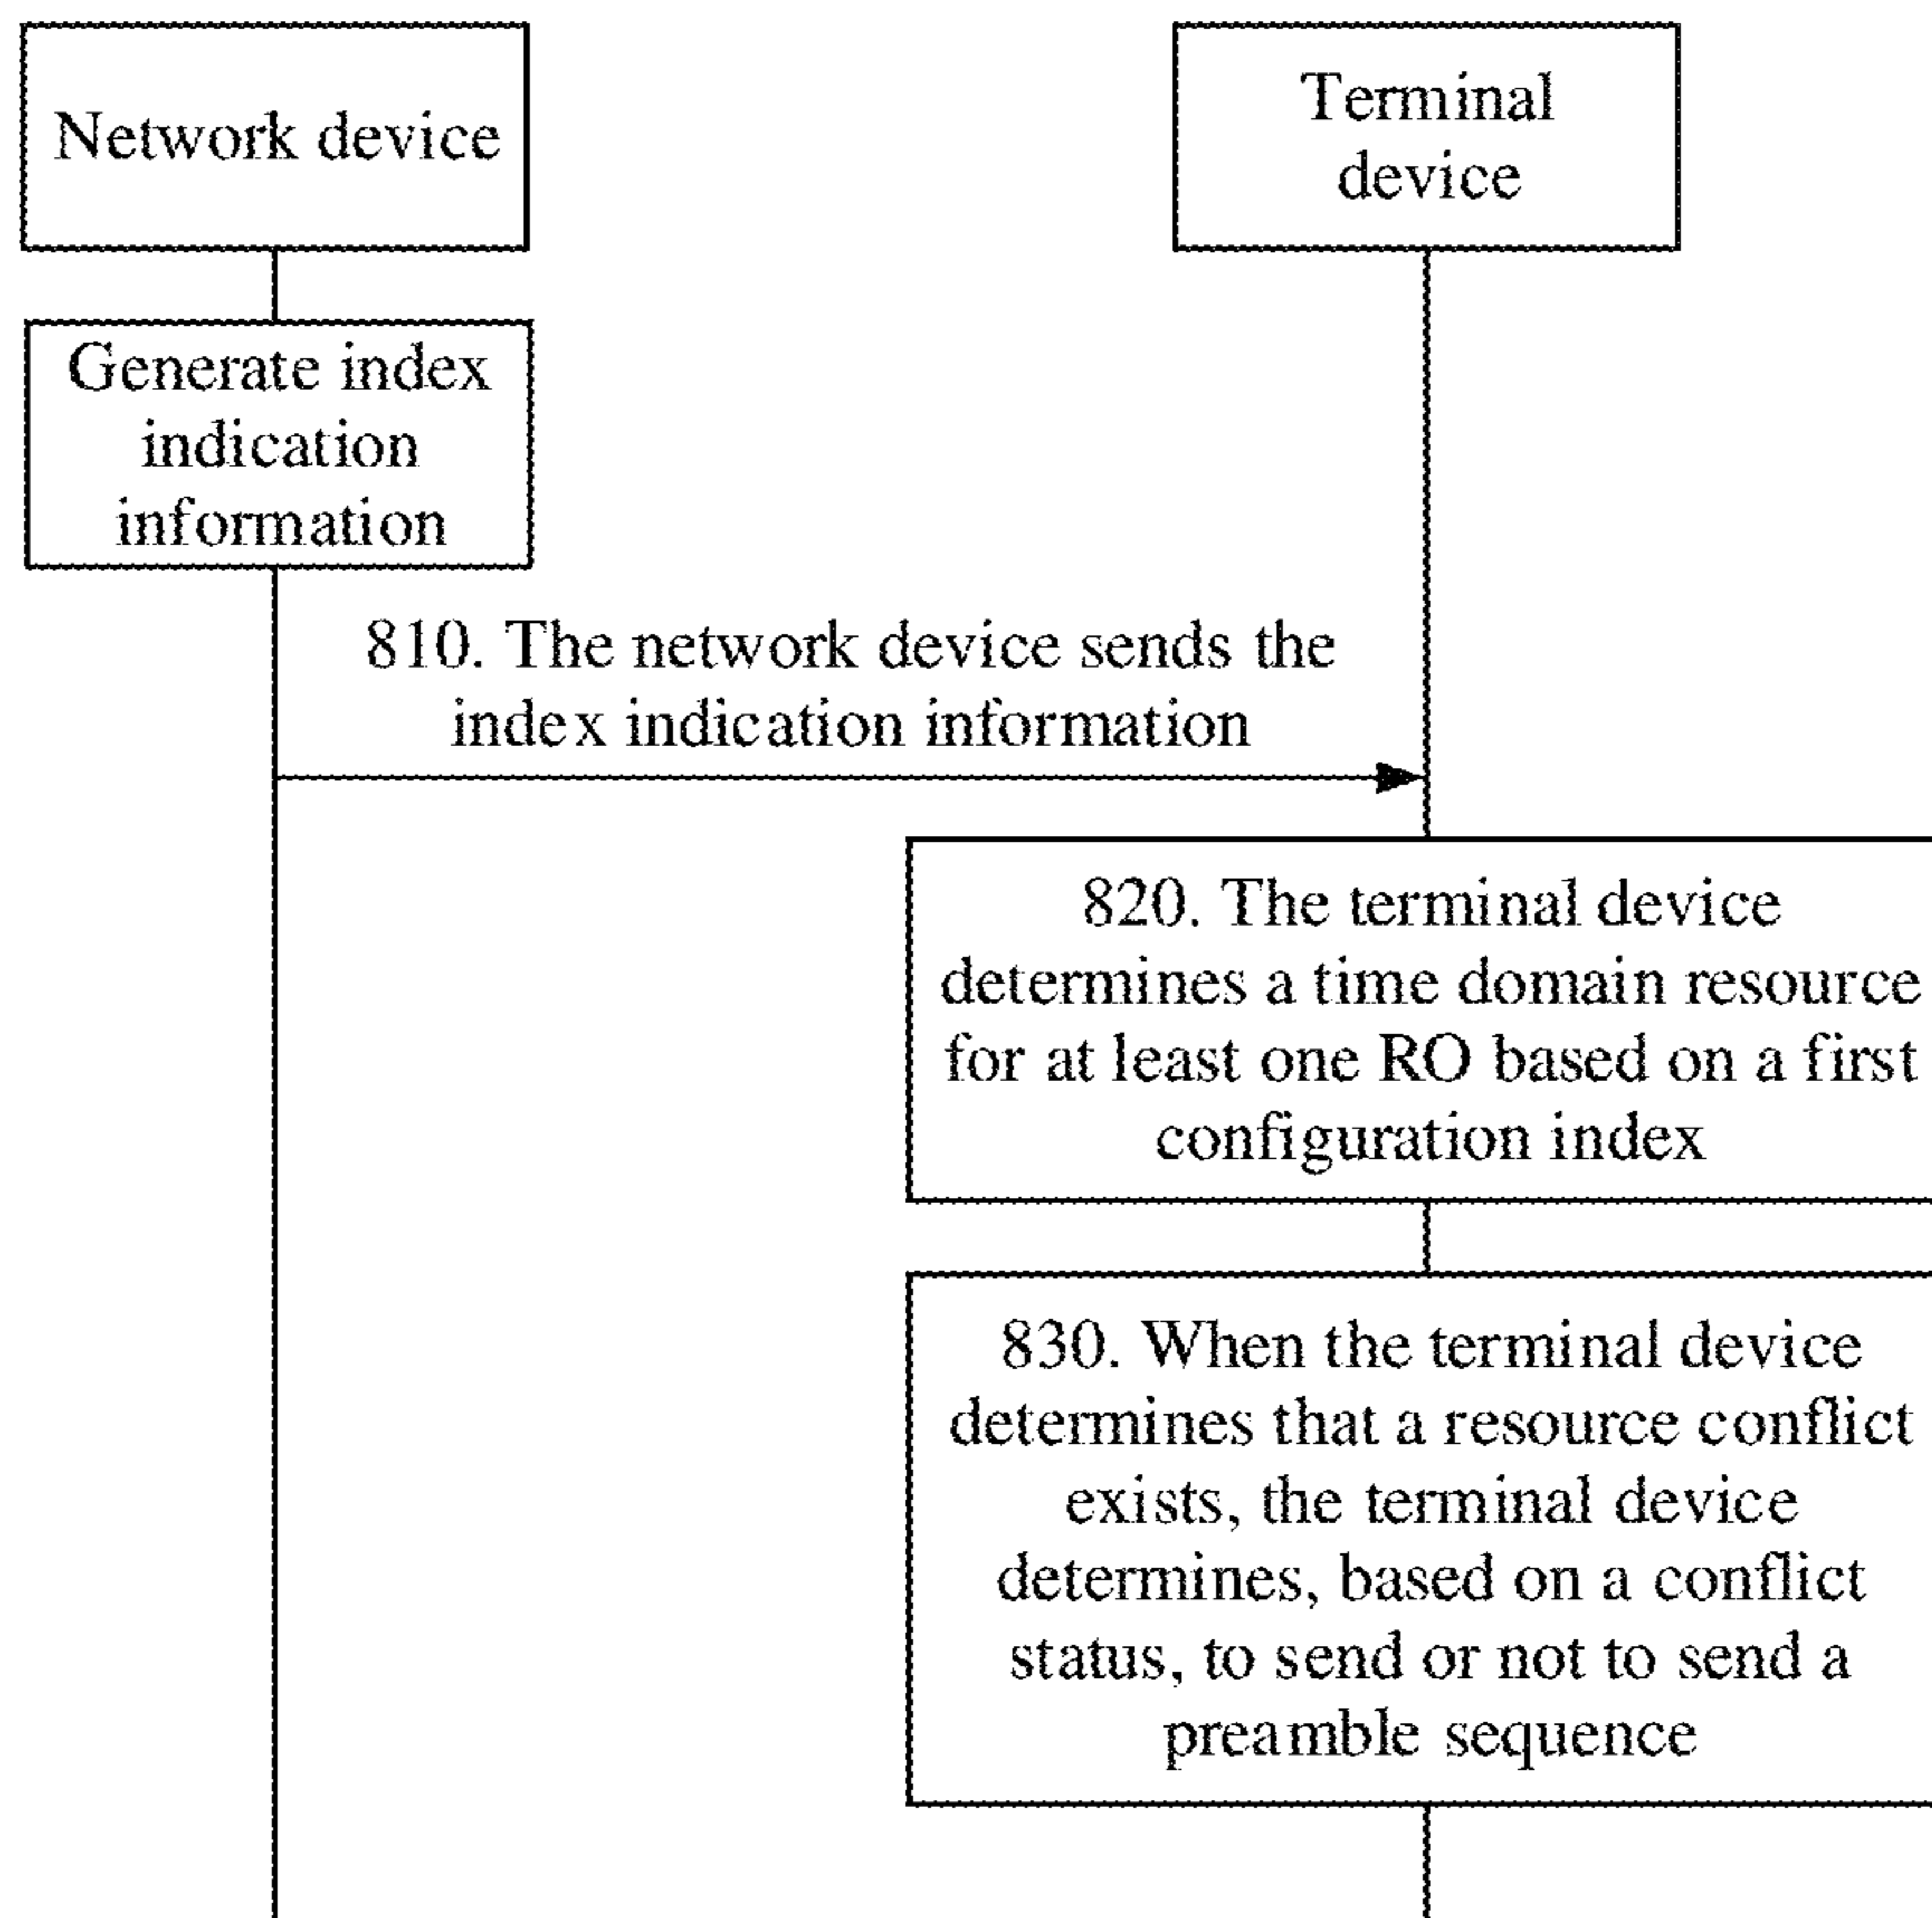 Network device
Terminal
device
Generate index
indication
information
810. The network device sends the
index indication information
820. The terminal device
determines a time domain resource
for at least one RO based on a first
configuration index
830. When the terminal device
determines that a resource conflict
exists, the terminal device
determines, based on a conflict
status, to send or not to send a
preamble sequence